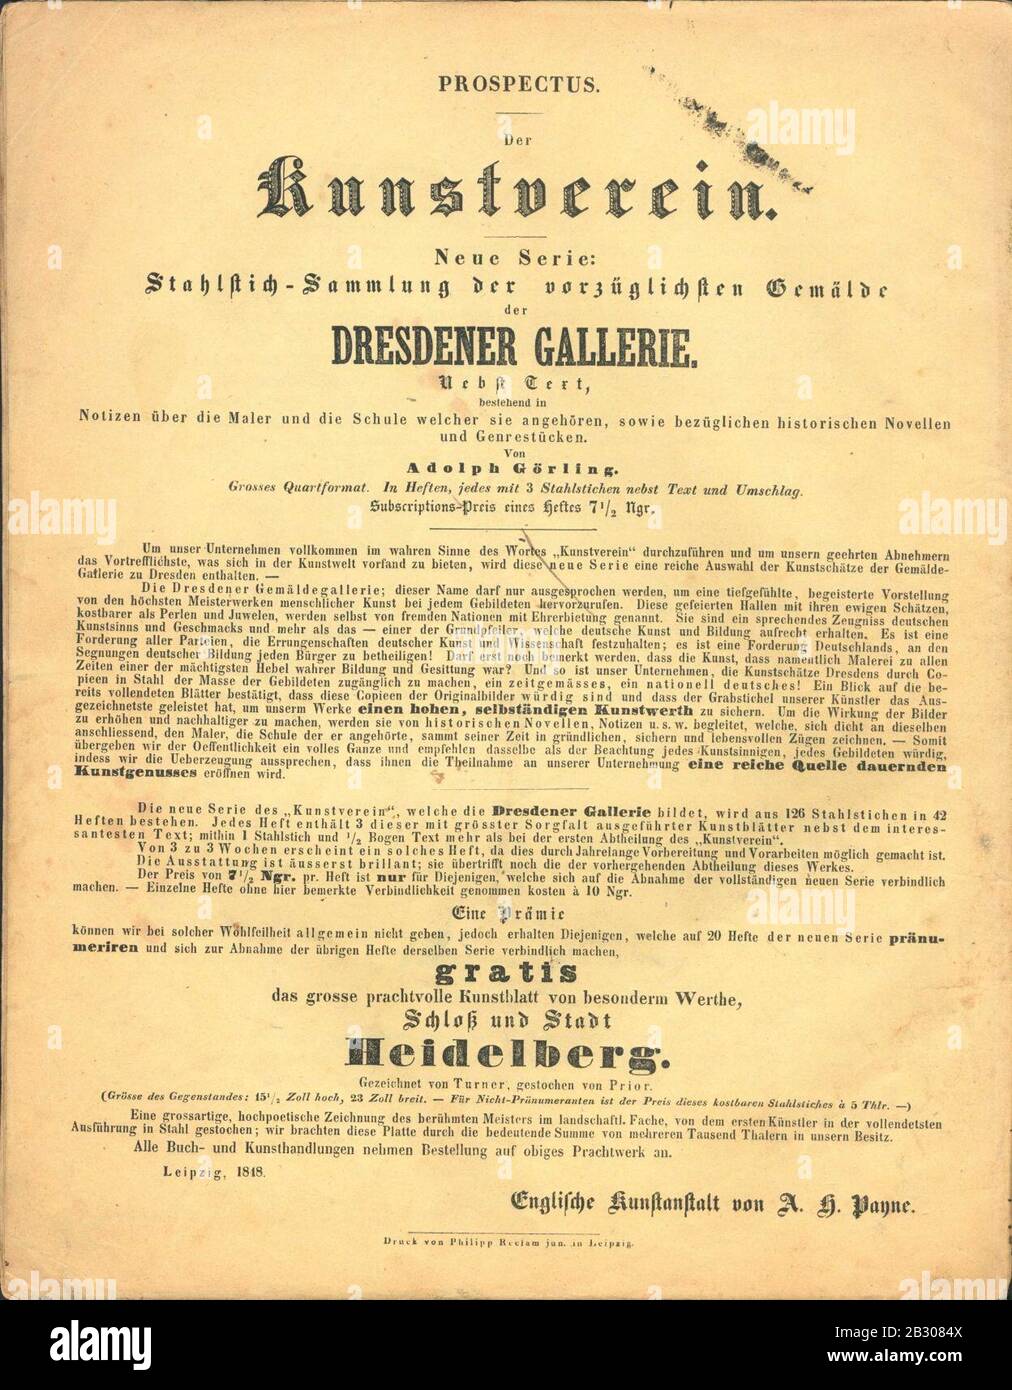 PROSPECTUS.
Der
Kunstverein.
Neue Serie:
Stahlstich-Sammlung der vorzüglichsten Gemälde
der
DRESDENER GALLERIE.
Nebst Text,
bestehend in
Notizen über die Maler und die Schule welcher sie angehören, sowie bezüglichen historischen Novellen
und Genrestücken.
Von
Adolph Görling.
Grosses Quartformat. In Heften, jedes mit 3 Stahlstichen nebst Text und Umschlag.
Subscriptions-Preis eines Heftes 7 1/2 Ngr.
Um unser Unternehmen vollkommen im wahren Sinne des Wortes „Kunstverein“ durchzuführen und um unsern geehrten Abnehmern
das Vortrefflichste, was sich in der Kunstwelt vorfand zu bieten, wird diese neue Serie eine reiche Auswahl der Kunstschätze der Gemälde-
Gallerie zu Dresden enthalten. —
Die Dresdener Gemäldegallerie; dieser Name darf nur ausgesprochen werden, um eine tiefgefühlte, begeisterte Vorstellung
von den höchsten Meisterwerken menschlicher Kunst bei jedem Gebildeten hervorzurufen. Diese gefeierten Hallen mit ihren ewigen Schätzen,
kostbarer als Perlen und Juwelen, werden selbst von fremden Nationen mit Ehrerbietung genannt. Sie sind ein sprechendes Zeugniss deutschen
Kunstsinns und Geschmacks und mehr als das — einer der Grundpfeiler, welche deutsche Kunst und Bildung aufrecht erhalten. Es ist eine
Forderung aller Parteien, die Errungenschaften deutscher Kunst und Wissenschaft festzuhalten; es ist eine Forderung Deutschlands, an den
Segnungen deutscher Bildung jeden Bürger zu betheiligen! Darf erst noch bemerkt werden, dass die Kunst, dass namentlich Malerei zu allen
Zeiten einer der mächtigsten Hebel wahrer Bildung und Gesittung war? Und so ist unser Unternehmen, die Kunstschätze Dresdens durch Co-
pieen in Stahl der Masse der Gebildeten zugänglich zu machen, ein zeitgemässes, ein nationell deutsches! Ein Blick auf die be-
reits vollendeten Blätter bestätigt, dass diese Copieen der Originalbilder würdig sind und dass der Grabstichel unserer Künstler das Aus-
gezeichnetste geleistet hat, um unserm Werke einen hohen, selbständigen Kunstwerth zu sichern. Um die Wirkung der Bilder
zu erhöhen und nachhaltiger zu machen, werden sie von historischen Novellen, Notizen u. s. w. begleitet, welche, sich dicht an dieselben
anschliessend, den Maler, die Schule der er angehörte, sammt seiner Zeit in gründlichen, sichern und lebensvollen Zügen zeichnen. — Somit
übergeben wir der Oeffentlichkeit ein volles Ganze und empfehlen dasselbe als der Beachtung jedes Kunstsinnigen, jedes Gebildeten würdig,
indess wir die Ueberzeugung aussprechen, dass ihnen die Theilnahme an unserer Unternehmung eine reiche Quelle dauernden
Kunstgenusses eröffnen wird.
Die neue Serie des „Kunstverein“, welche die Dresdener Gallerie bildet, wird aus 126 Stahlstichen in 42
Heften bestehen. Jedes Heft enthält 3 dieser mit grösster Sorgfalt ausgeführter Kunstblätter nebst dem interes-
santesten Text; mithin 1 Stahlstich und 1/2 Bogen Text mehr als bei der ersten Abtheilung des „Kunstverein“.
Von 3 zu 3 Wochen erscheint ein solches Heft, da dies durch Jahrelange Vorbereitung und Vorarbeiten möglich gemacht ist.
Die Ausstattung ist äusserst brillant; sie übertrifft noch die der vorhergehenden Abtheilung dieses Werkes.
Der Preis von 7 1/2 Ngr. pr. Heft ist nur für Diejenigen, welche sich auf die Abnahme der vollständigen neuen Serie verbindlich
machen. — Einzelne Hefte ohne hier bemerkte Verbindlichkeit genommen kosten à 10 Ngr.
Eine Prämie
können wir bei solcher Wohlfeilheit allgemein nicht geben, jedoch erhalten Diejenigen, welche auf 20 Hefte der neuen Serie pränu-
meriren und sich zur Abnahme der übrigen Hefte derselben Serie verbindlich machen,
gratis
das grosse prachtvolle Kunstblatt von besonderm Werthe,
Schloß und Stadt
Heidelberg.
Gezeichnet von Turner, gestochen von Prior.
(Grösse des Gegenstandes: 15 1/2 Zoll hoch, 23 Zoll breit. — Für Nicht-Pränumeranten ist der Preis dieses kostbaren Stahlstiches à 5 Thlr. —)
Eine grossartige, hochpoetische Zeichnung des berühmten Meisters im landschaftl. Fache, von dem ersten Künstler in der vollendetsten
Ausführung in Stahl gestochen; wir brachten diese Platte durch die bedeutende Summe von mehreren Tausend Thalern in unsern Besitz.
Alle Buch- und Kunsthandlungen nehmen Bestellung auf obiges Prachtwerk an.
Leipzig, 1848.
Englische Kunstanstalt von A. H. Payne.
Druck von Philipp Reclam jun. in Leipzig.
alamy
Image ID: 2B3084X
www.alamy.com